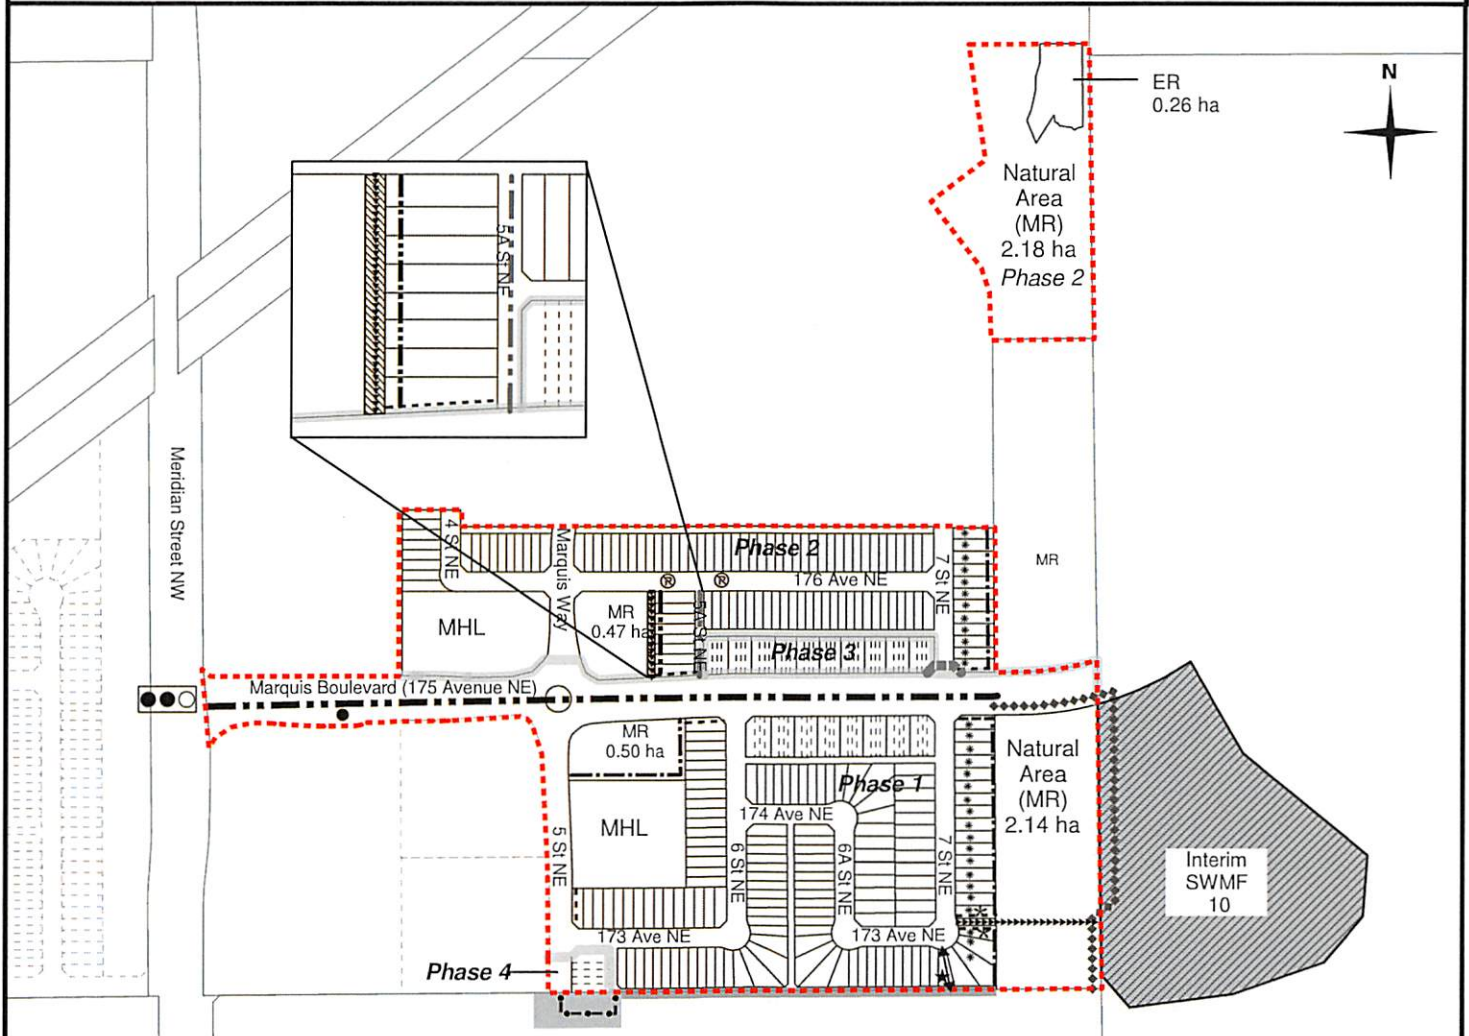 ER
0.26 ha
N
Natural
Area
(MR)
2.18 ha
Phase 2
5A St NE
Meridian Street NW
4 St NE
Marquis Way
Phase 2
176 Ave NE
7 St NE
MR
MHL
MR
0.47 ha
5A St NE
Phase 3
Marquis Boulevard (175 Avenue NE)
MR
0.50 ha
Natural
Area
(MR)
2.14 ha
Phase 1
174 Ave NE
MHL
5 St NE
6 St NE
6A St NE
7 St NE
Interim
SWMF
10
173 Ave NE
173 Ave NE
Phase 4
R
R